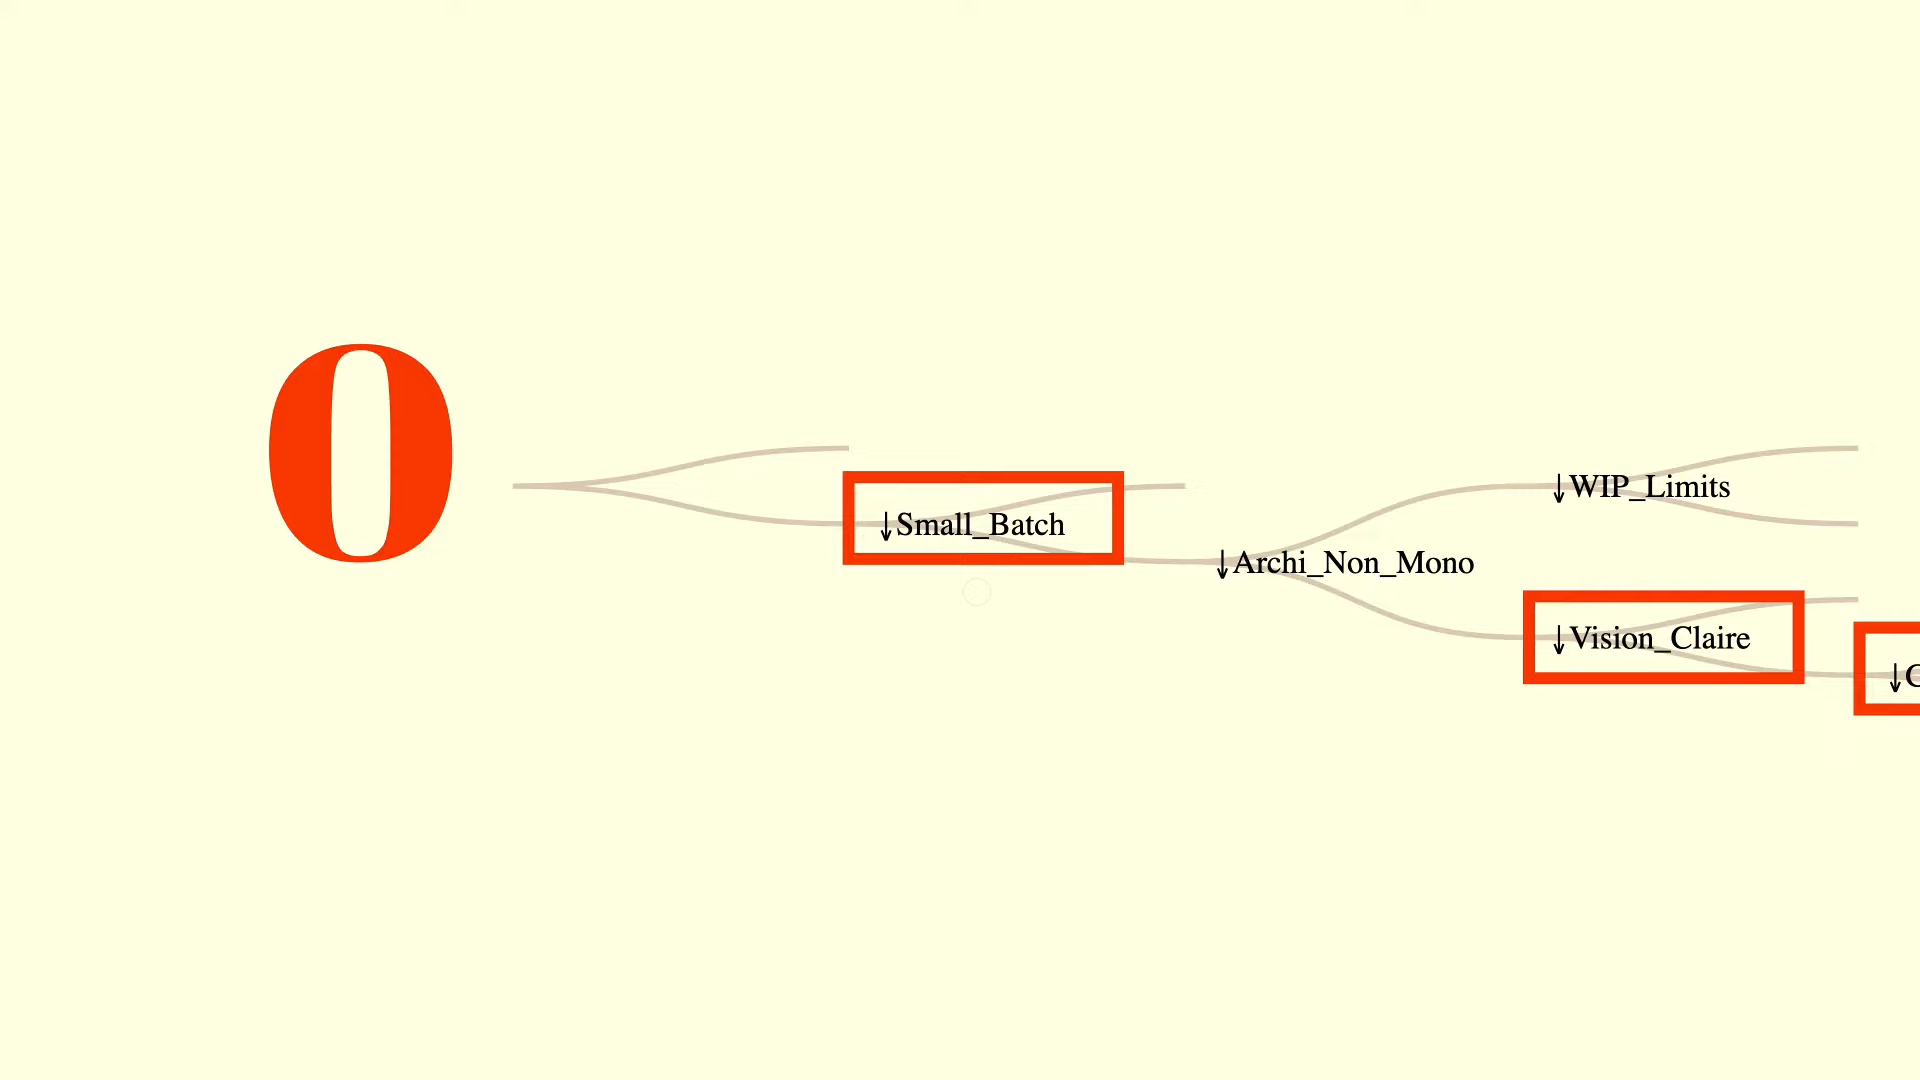 0
↓Small_Batch
↓Archi_Non_Mono
↓WIP_Limits
↓Vision_Claire